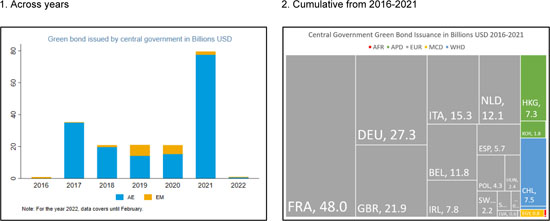 1. Across years
2. Cumulative from 2016-2021
Green bond issued by central government in Billions USD
80
60
40
20
0
2016 2017 2018 2019 2020 2021 2022
AE EM
Note: For the year 2022, data covers until February.
Central Government Green Bond Issuance in Billions USD 2016-2021
AFR APD EUR MCD WHD
FRA, 48.0
DEU, 27.3
GBR, 21.9
ITA, 15.3
BEL, 11.8
IRL, 7.8
NLD,
12.1
ESP, 5.7
POL, 4.3
HUN,
2.4
SW...
2.2
S...
HKG,
7.3
CHL,
7.5